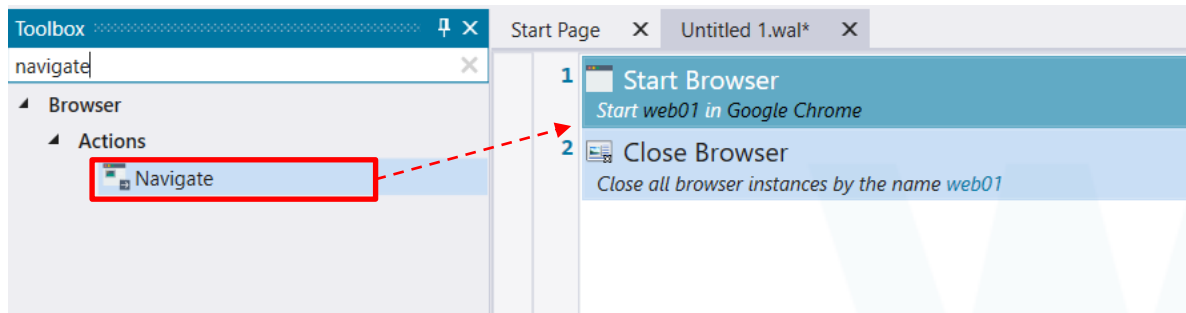 Toolbox
navigate
Browser
Actions
Navigate
Start Page
Untitled 1.wal*
1 Start Browser
Start web01 in Google Chrome
2 Close Browser
Close all browser instances by the name web01